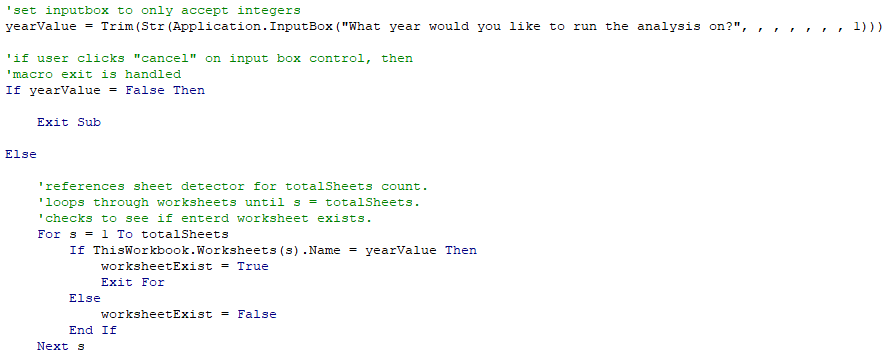 'set inputbox to only accept integers
yearValue = Trim(Str(Application.InputBox("What year would you like to run the analysis on?", , , , , , , 1)))
'if user clicks "cancel" on input box control, then
'macro exit is handled
If yearValue = False Then
Exit Sub
Else
'references sheet detector for totalSheets count.
'loops through worksheets until s = totalSheets.
'checks to see if enterd worksheet exists.
For s = 1 To totalSheets
If ThisWorkbook.Worksheets(s).Name = yearValue Then
worksheetExist = True
Exit For
Else
worksheetExist = False
End If
Next s